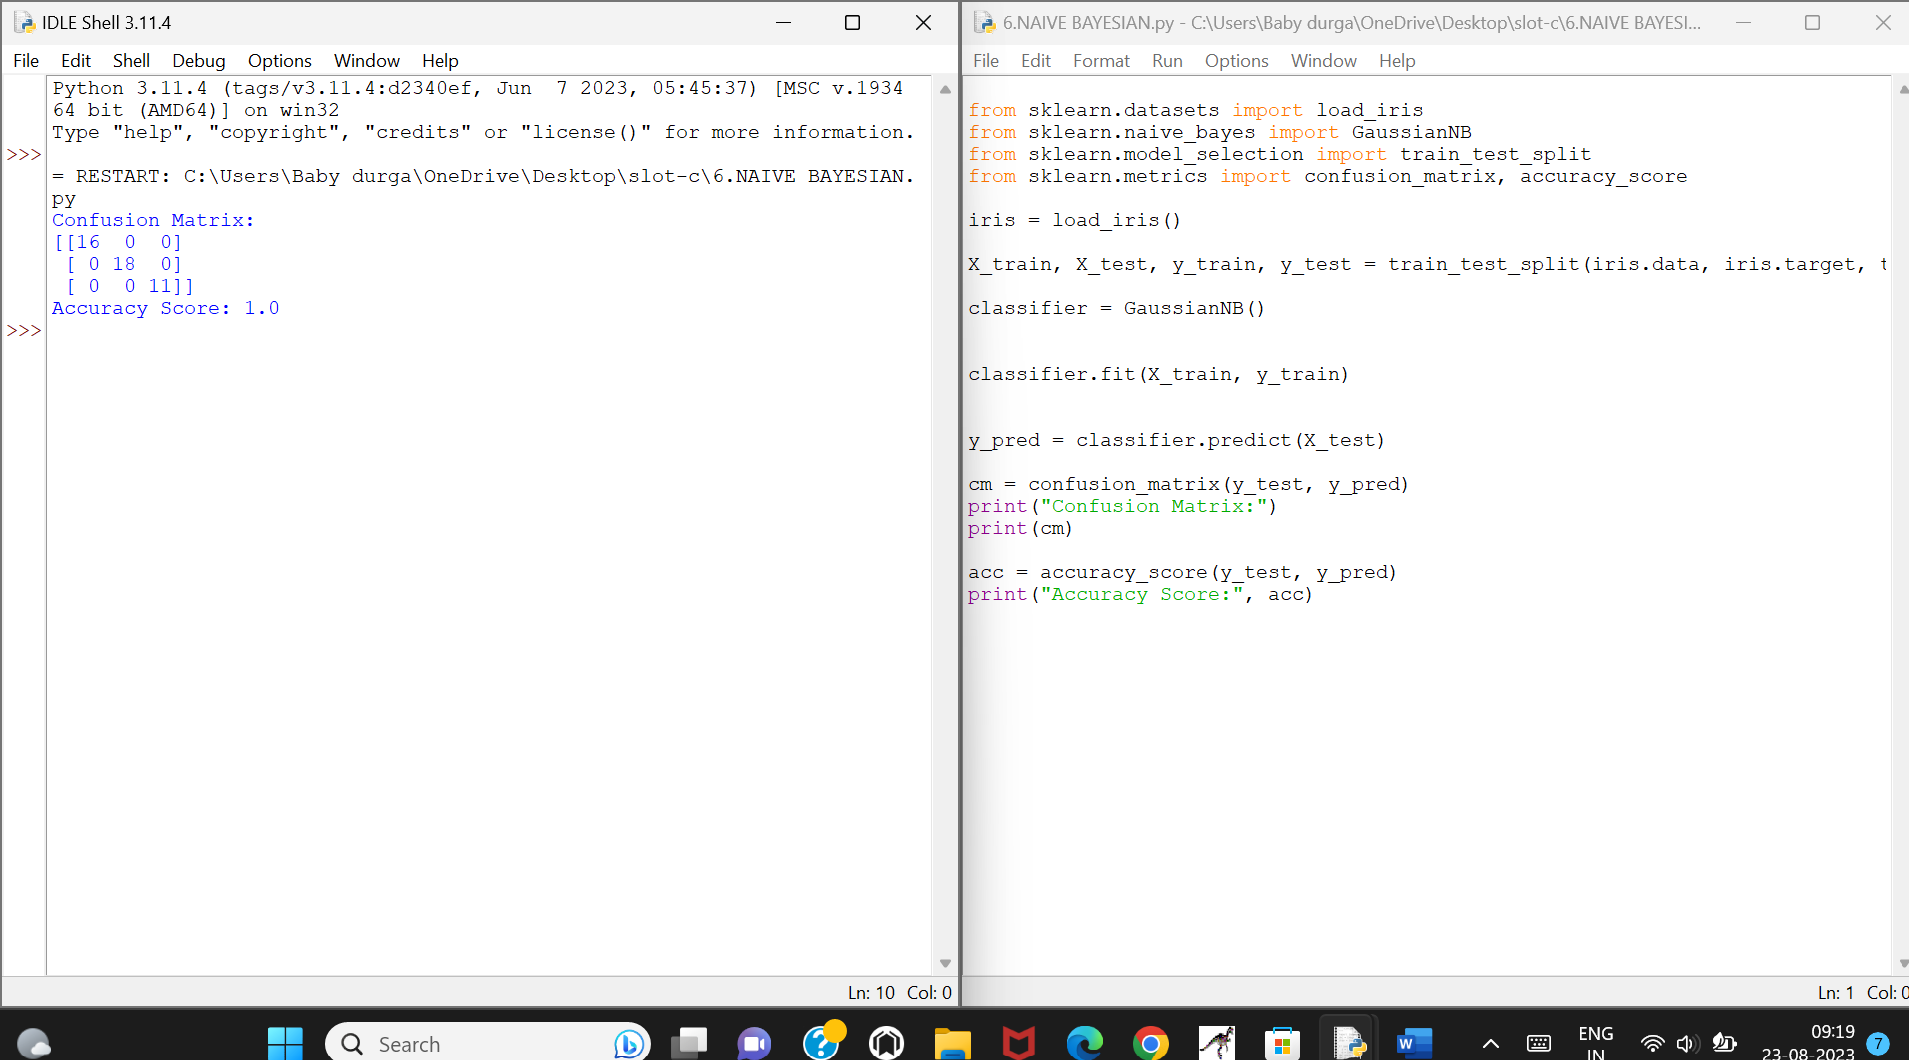 IDLE Shell 3.11.4
File Edit Shell Debug Options Window Help
Python 3.11.4 (tags/v3.11.4:d2340ef, Jun  7 2023, 05:45:37) [MSC v.1934
64 bit (AMD64)] on win32
Type "help", "copyright", "credits" or "license()" for more information.
>>>
= RESTART: C:\Users\Baby durga\OneDrive\Desktop\slot-c\6.NAIVE BAYESIAN.
py
Confusion Matrix:
[[16  0  0]
 [ 0 18  0]
 [ 0  0 11]]
Accuracy Score: 1.0
>>>
Ln: 10 Col: 0
6.NAIVE BAYESIAN.py - C:\Users\Baby durga\OneDrive\Desktop\slot-c\6.NAIVE BAYESI...
File Edit Format Run Options Window Help
from sklearn.datasets import load_iris
from sklearn.naive_bayes import GaussianNB
from sklearn.model_selection import train_test_split
from sklearn.metrics import confusion_matrix, accuracy_score
iris = load_iris()
X_train, X_test, y_train, y_test = train_test_split(iris.data, iris.target, t
classifier = GaussianNB()
classifier.fit(X_train, y_train)
y_pred = classifier.predict(X_test)
cm = confusion_matrix(y_test, y_pred)
print("Confusion Matrix:")
print(cm)
acc = accuracy_score(y_test, y_pred)
print("Accuracy Score:", acc)
Ln: 1 Col: 0
Search
W
ENG
IN
09:19
23-08-2023
7